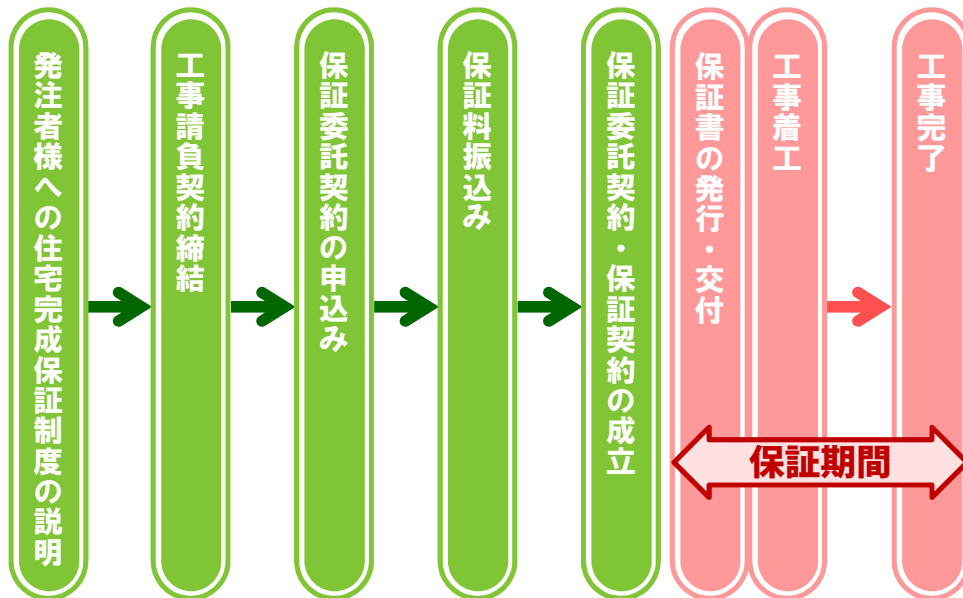 発注者様への住宅完成保証制度の説明
工事請負契約締結
保証委託契約の申込み
保証料振込み
保証委託契約・保証契約の成立
保証書の発行・交付
工事着工
工事完了
保証期間